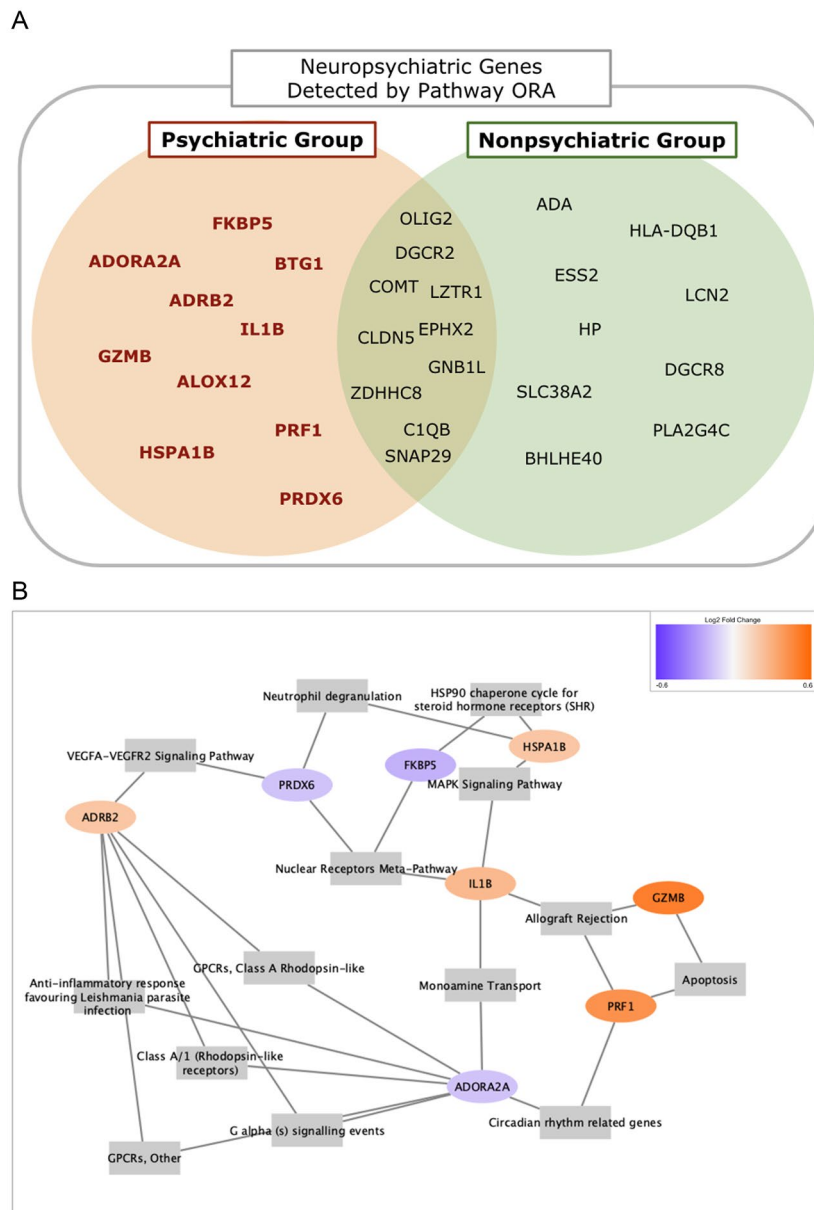 A
Neuropsychiatric Genes
Detected by Pathway ORA
Psychiatric Group
Nonpsychiatric Group
FKBP5
ADORA2A
BTG1
ADRB2
IL1B
GZMB
ALOX12
PRF1
HSPA1B
PRDX6
OLIG2
DGCR2
COMT
LZTR1
CLDN5
EPHX2
GNB1L
ZDHHC8
C1QB
SNAP29
ADA
HLA-DQB1
ESS2
LCN2
HP
DGCR8
SLC38A2
PLA2G4C
BHLHE40
B
Log2 Fold Change
-0.6
0.6
Neutrophil degranulation
HSP90 chaperone cycle for
steroid hormone receptors (SHR)
VEGFA-VEGFR2 Signaling Pathway
HSPA1B
FKBP5
PRDX6
MAPK Signaling Pathway
ADRB2
Nuclear Receptors Meta-Pathway
IL1B
GZMB
Allograft Rejection
GPCRs, Class A Rhodopsin-like
Anti-inflammatory response
favouring Leishmania parasite
infection
Monoamine Transport
Apoptosis
PRF1
Class A/1 (Rhodopsin-like
receptors)
ADORA2A
Circadian rhythm related genes
G alpha (s) signalling events
GPCRs, Other